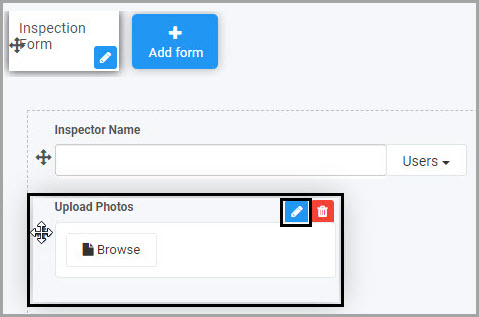 Inspection
Form
Add form
Inspector Name
Users
Upload Photos
Browse